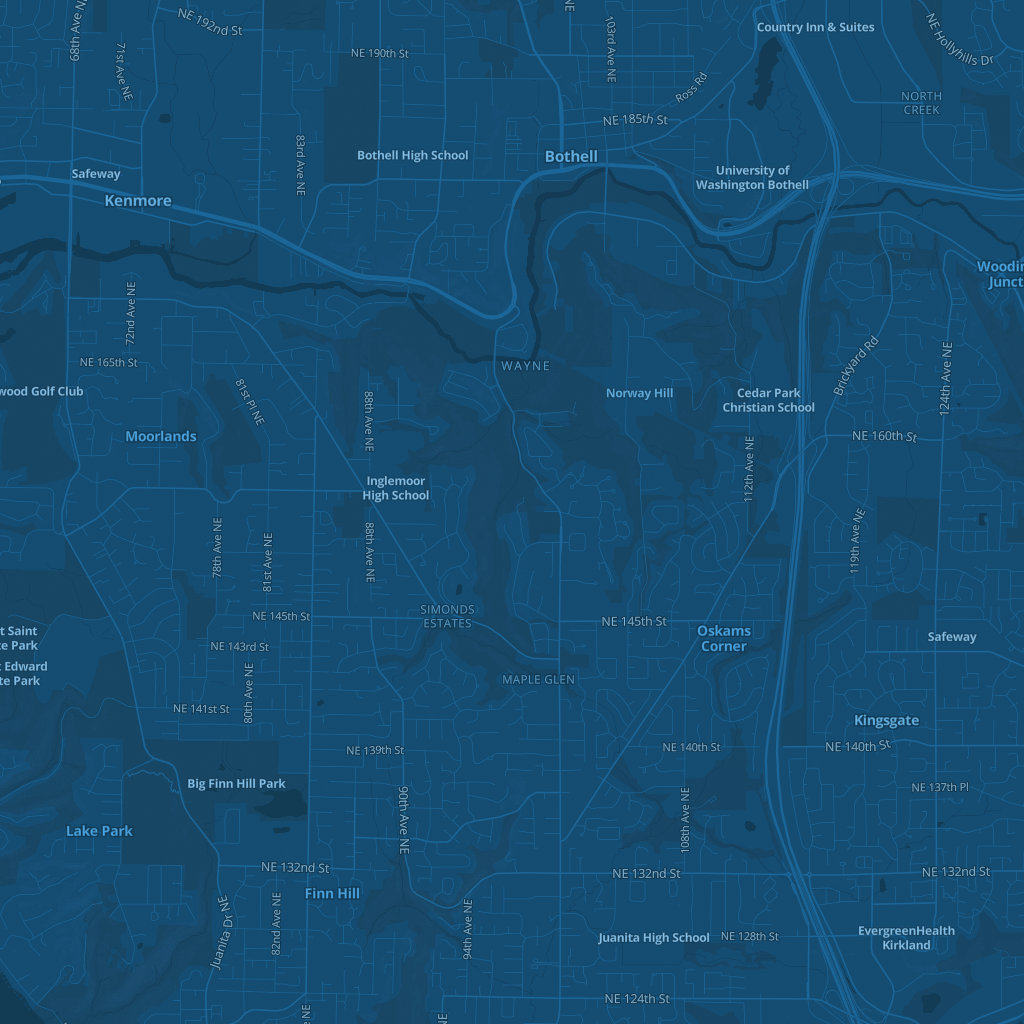 68th Ave N
NE 192nd St
NE
103rd Ave NE
Country Inn & Suites
NE Hollyhills Dr
71st Ave NE
NE 190th St
Ross Rd
NORTH
CREEK
NE 185th St
83rd Ave NE
Bothell High School
Bothell
Safeway
University of
Washington Bothell
Kenmore
Woodin
Junct
72nd Ave NE
NE 165th St
WAYNE
Brickyard Rd
124th Ave NE
wood Golf Club
81st Pl NE
88th Ave NE
Norway Hill
Cedar Park
Christian School
Moorlands
NE 160th St
112th Ave NE
Inglemoor
High School
78th Ave NE
81st Ave NE
88th Ave NE
119th Ave NE
SIMONDS
ESTATES
NE 145th St
NE 145th St
t Saint
te Park
Oskams
Corner
Safeway
NE 143rd St
t Edward
te Park
MAPLE GLEN
80th Ave NE
NE 141st St
Kingsgate
NE 139th St
NE 140th St
NE 140th St
Big Finn Hill Park
NE 137th Pl
90th Ave NE
108th Ave NE
Lake Park
NE 132nd St
NE 132nd St
NE 132nd St
Finn Hill
Juanita Dr NE
82nd Ave NE
94th Ave NE
Juanita High School
NE 128th St
EvergreenHealth
Kirkland
NE 124th St
NE
NE